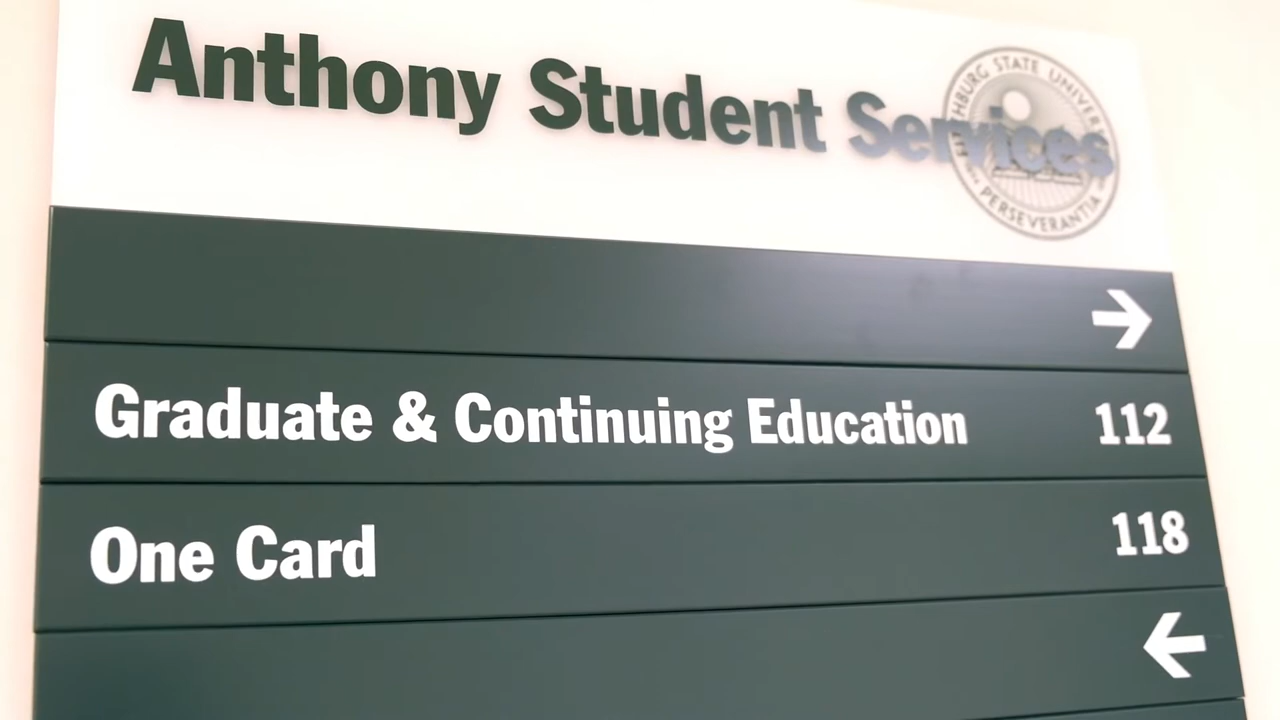 Anthony Student Services
PERSEVERANTIA
→
Graduate & Continuing Education 112
One Card 118
←